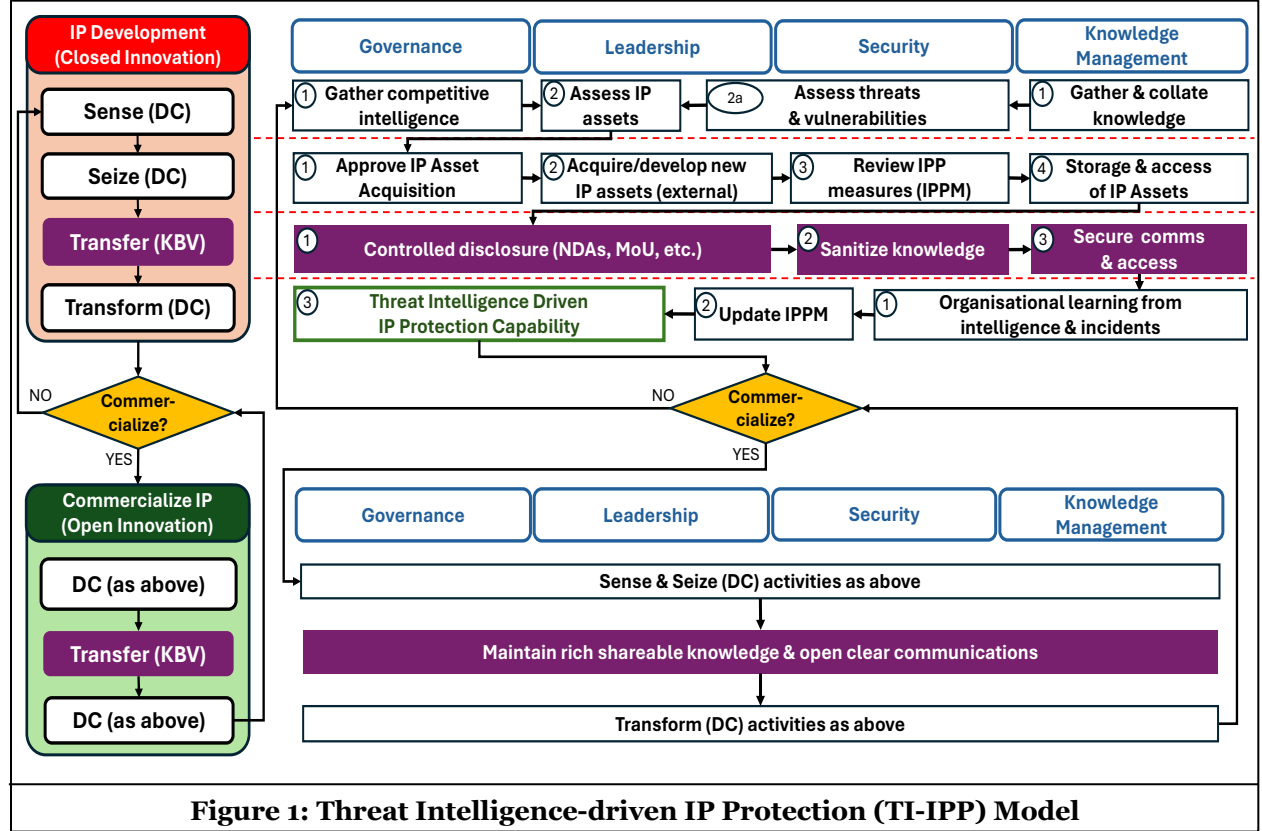 IP Development
(Closed Innovation)
Sense (DC)
Seize (DC)
Transfer (KBV)
Transform (DC)
NO
Commer-
cialize?
YES
Commercialize IP
(Open Innovation)
DC (as above)
Transfer (KBV)
DC (as above)
Governance
Leadership
Security
Knowledge
Management
1
Gather competitive
intelligence
2
Assess IP
assets
2a
Assess threats
& vulnerabilities
1
Gather & collate
knowledge
1
Approve IP Asset
Acquisition
2
Acquire/develop new
IP assets (external)
3
Review IPP
measures (IPPM)
4
Storage & access
of IP Assets
1
Controlled disclosure (NDAs, MoU, etc.)
2
Sanitize knowledge
3
Secure comms
& access
3
Threat Intelligence Driven
IP Protection Capability
2
Update IPPM
1
Organisational learning from
intelligence & incidents
NO
Commer-
cialize?
YES
Governance
Leadership
Security
Knowledge
Management
Sense & Seize (DC) activities as above
Maintain rich shareable knowledge & open clear communications
Transform (DC) activities as above
Figure 1: Threat Intelligence-driven IP Protection (TI-IPP) Model